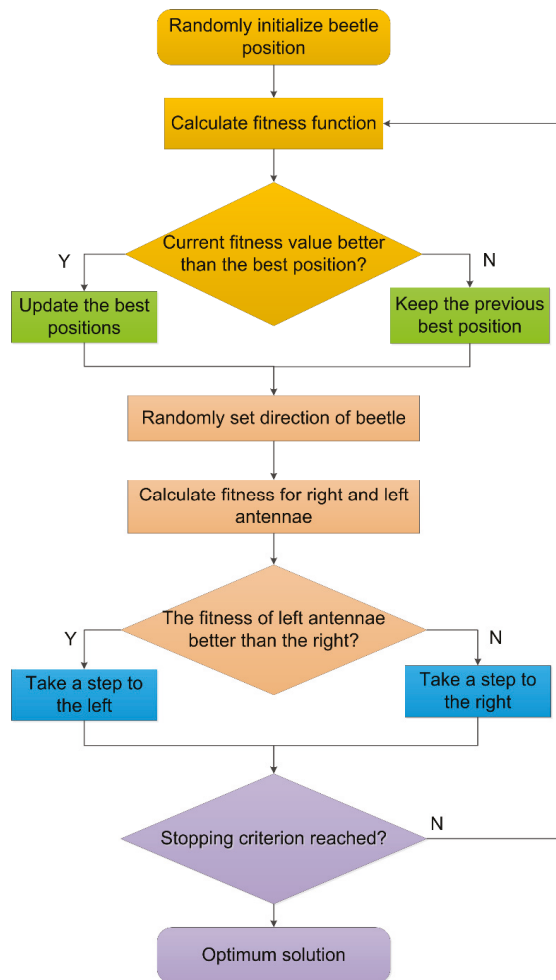 Randomly initialize beetle
position
Calculate fitness function
Current fitness value better
than the best position?
Y
N
Update the best
positions
Keep the previous
best position
Randomly set direction of beetle
Calculate fitness for right and left
antennae
The fitness of left antennae
better than the right?
Y
N
Take a step to
the left
Take a step to
the right
Stopping criterion reached?
N
Optimum solution